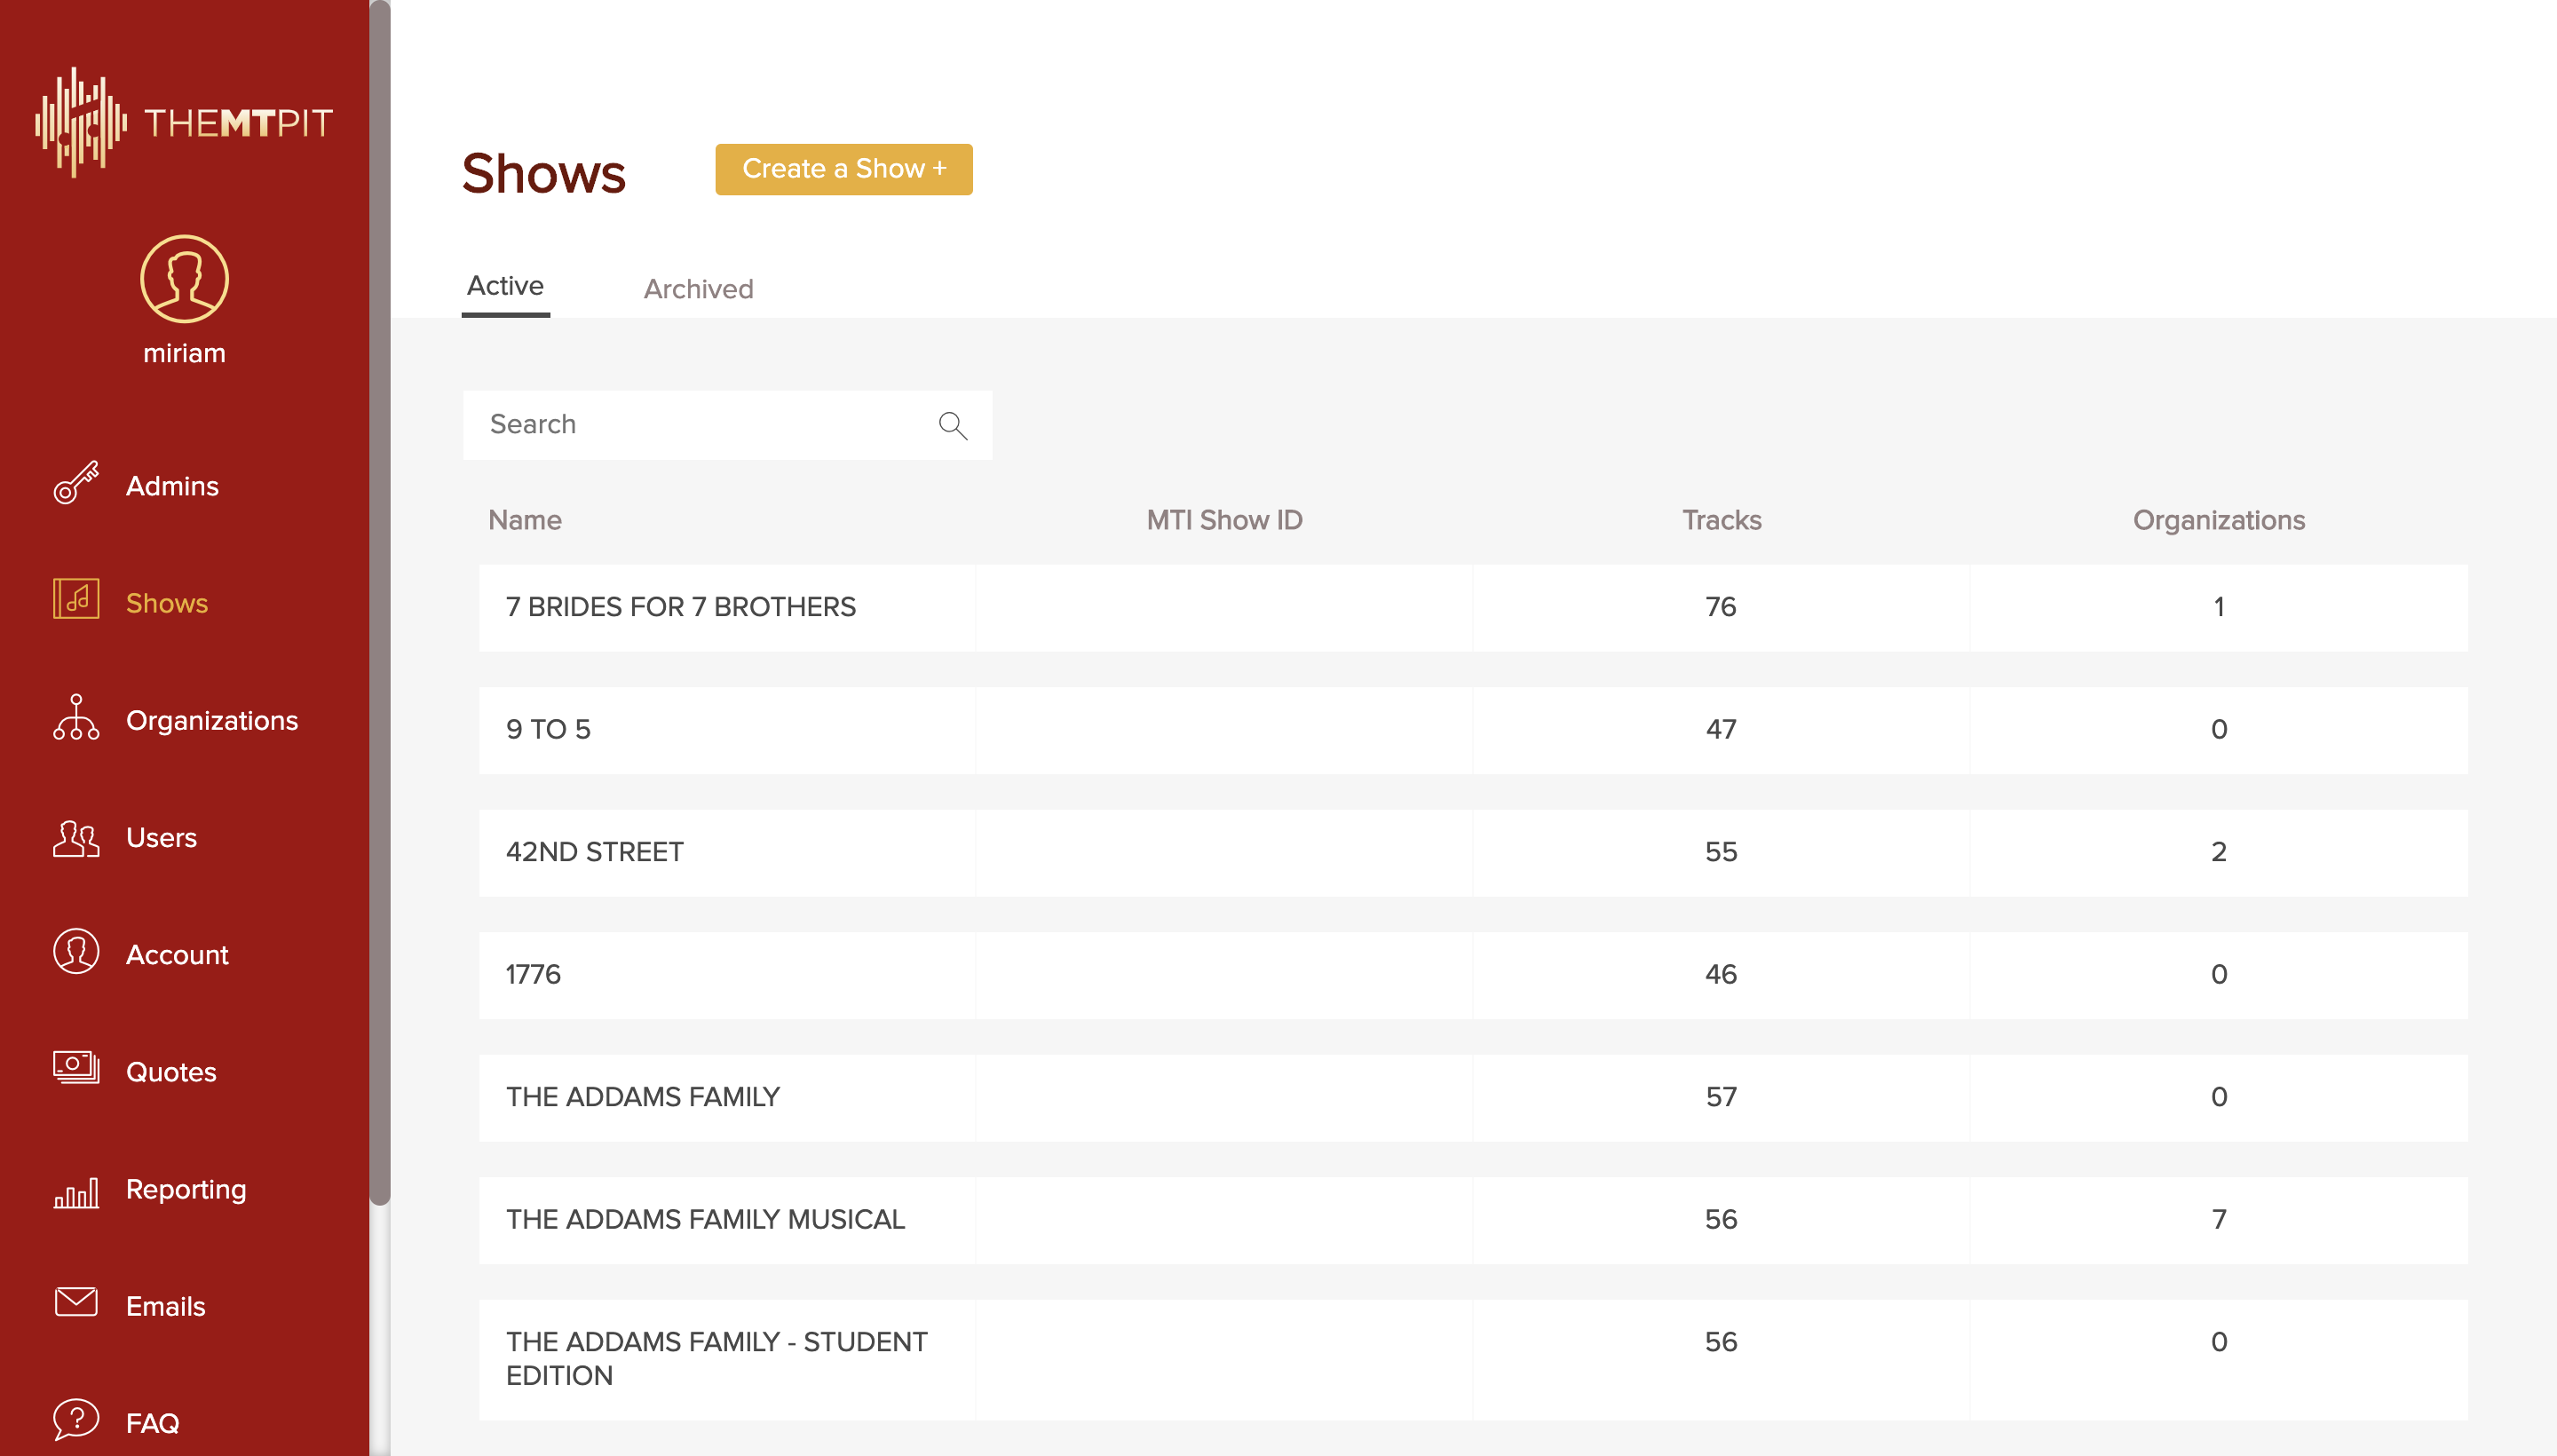 THEMTPIT
miriam
Admins
Shows
Organizations
Users
Account
Quotes
Reporting
Emails
FAQ
Shows
Create a Show +
Active
Archived
Search
Name MTI Show ID Tracks Organizations
7 BRIDES FOR 7 BROTHERS 76 1
9 TO 5 47 0
42ND STREET 55 2
1776 46 0
THE ADDAMS FAMILY 57 0
THE ADDAMS FAMILY MUSICAL 56 7
THE ADDAMS FAMILY - STUDENT 56 0
EDITION